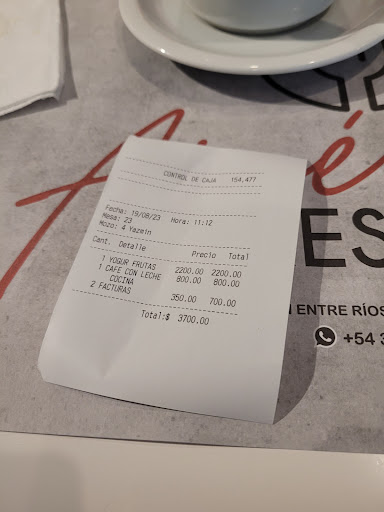 CONTROL DE CAJA 154,477
Fecha: 19/08/23 Hora: 11:12
Mesa: 23
Mozo: 4 Yazeln
Cant. Detalle Precio Total
1 YOGUR FRUTAS 2200.00 2200.00
1 CAFE CON LECHE 800.00 800.00
COCINA
2 FACTURAS 350.00 700.00
Total:$ 3700.00
ES
ENTRE RÍOS
+54 3